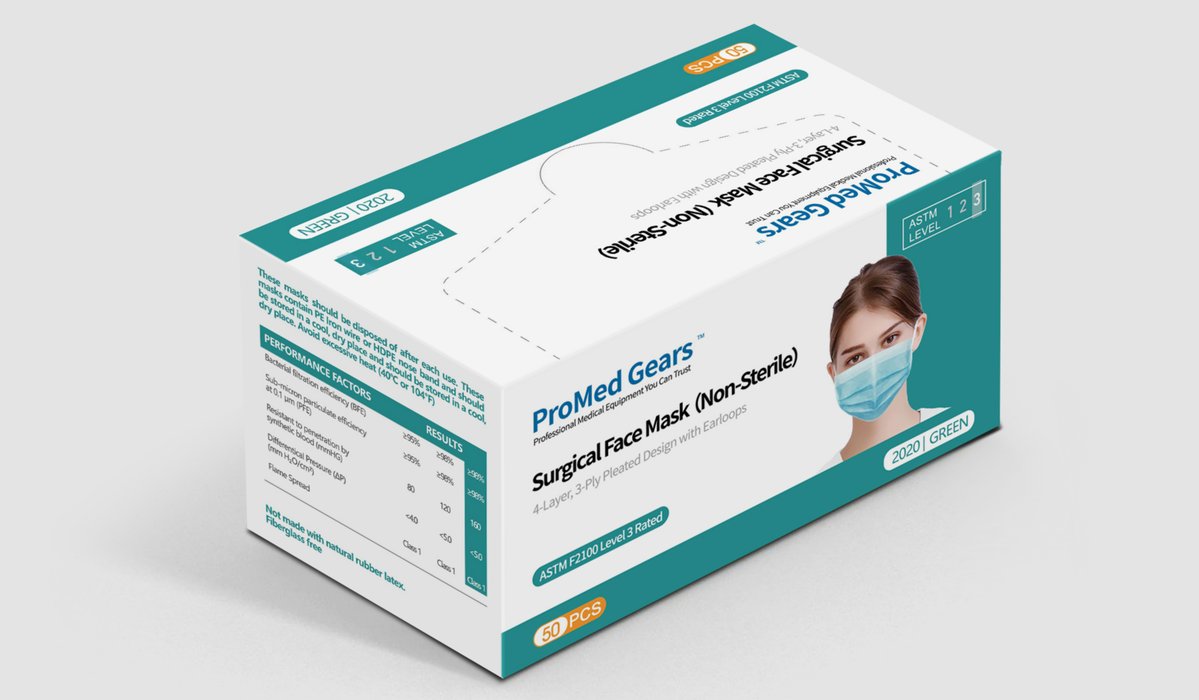 50 PCS
ASTM F2100 Level 3 Rated
4-Layer, 3-Ply Pleated Design with Earloops
Surgical Face Mask (Non-Sterile)
Professional Medical Equipment You Can Trust
ProMed Gears™
2020 | GREEN
ASTM LEVEL 1 2 3
ASTM
LEVEL 1 2 3
ProMed Gears™
Professional Medical Equipment You Can Trust
Surgical Face Mask (Non-Sterile)
4-Layer, 3-Ply Pleated Design with Earloops
2020 | GREEN
ASTM F2100 Level 3 Rated
50 PCS
These masks should be disposed of after each use. These
masks contain PE iron wire or HDPE nose band and should
be stored in a cool, dry place and should be stored in a cool,
dry place. Avoid excessive heat (40°C or 104°F)
PERFORMANCE FACTORS RESULTS
Bacterial filtration efficiency (BFE) ≥95% ≥98% ≥98%
Sub-micron particulate efficiency
at 0.1 μm (PFE) ≥95% ≥98% ≥98%
Resistant to penetration by
synthetic blood (mmHG) 80 120 160
Differential Pressure (ΔP)
(mm H₂O/cm²) <4.0 <5.0 <5.0
Flame Spread Class 1 Class 1 Class 1
Not made with natural rubber latex.
Fiberglass free